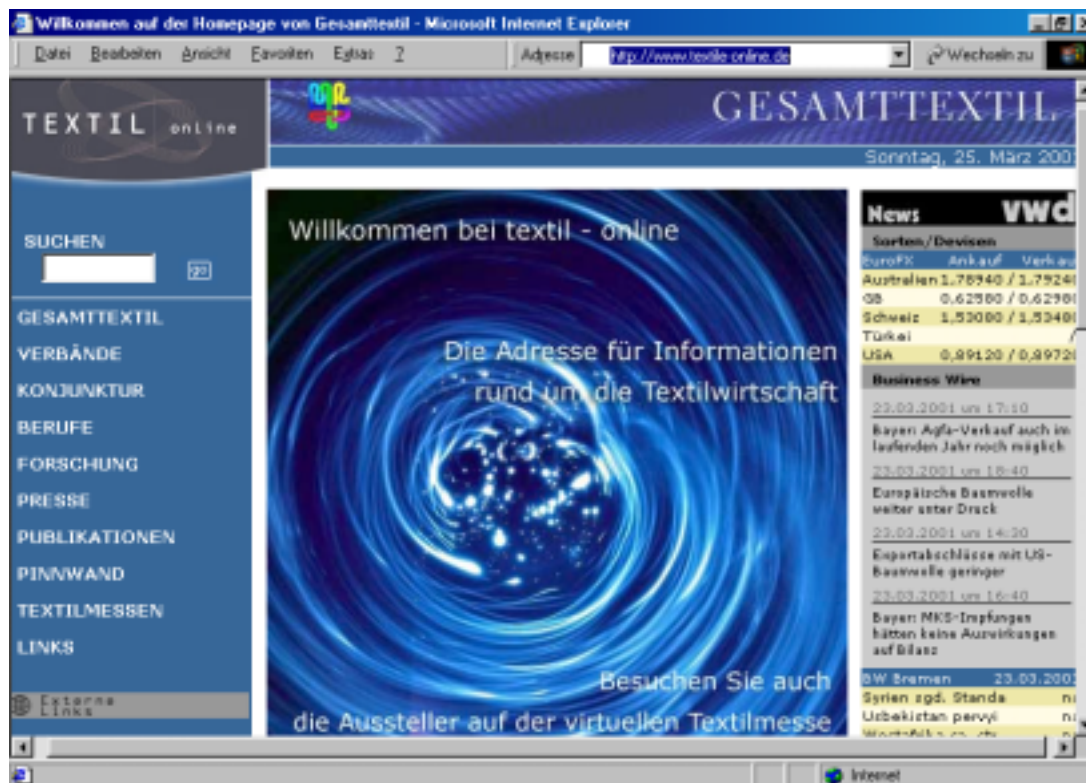 Willkommen auf der Homepage von Gesamttextil - Microsoft Internet Explorer
Datei Bearbeiten Ansicht Favoriten Extras ? Adresse http://www.textile-online.de Wechseln zu
TEXTIL online
GESAMTTEXTIL
Sonntag, 25. März 200
SUCHEN
go
GESAMTTEXTIL
VERBÄNDE
KONJUNKTUR
BERUFE
FORSCHUNG
PRESSE
PUBLIKATIONEN
PINNWAND
TEXTILMESSEN
LINKS
Externe
Links
Willkommen bei textil - online
Die Adresse für Informationen
rund um die Textilwirtschaft
Besuchen Sie auch
die Aussteller auf der virtuellen Textilmesse
News vwd
Sorten/Devisen
EuroFX Ankauf Verkau
Australien 1,78940 / 1,7924
GB 0,62580 / 0,6298
Schweiz 1,53080 / 1,5348
Türkei /
USA 0,89120 / 0,8972
Business Wire
23.03.2001 um 17:10
Bayer: Agfa-Verkauf auch im
laufenden Jahr noch möglich
23.03.2001 um 18:40
Europäische Baumwolle
weiter unter Druck
23.03.2001 um 14:30
Exportabschlüsse mit US-
Baumwolle geringer
23.03.2001 um 16:40
Bayer: MKS-Impfungen
hätten keine Auswirkungen
auf Bilanz
BW Bremen 23.03.200
Syrien sgd. Standa n
Usbekistan pervyi n
Internet